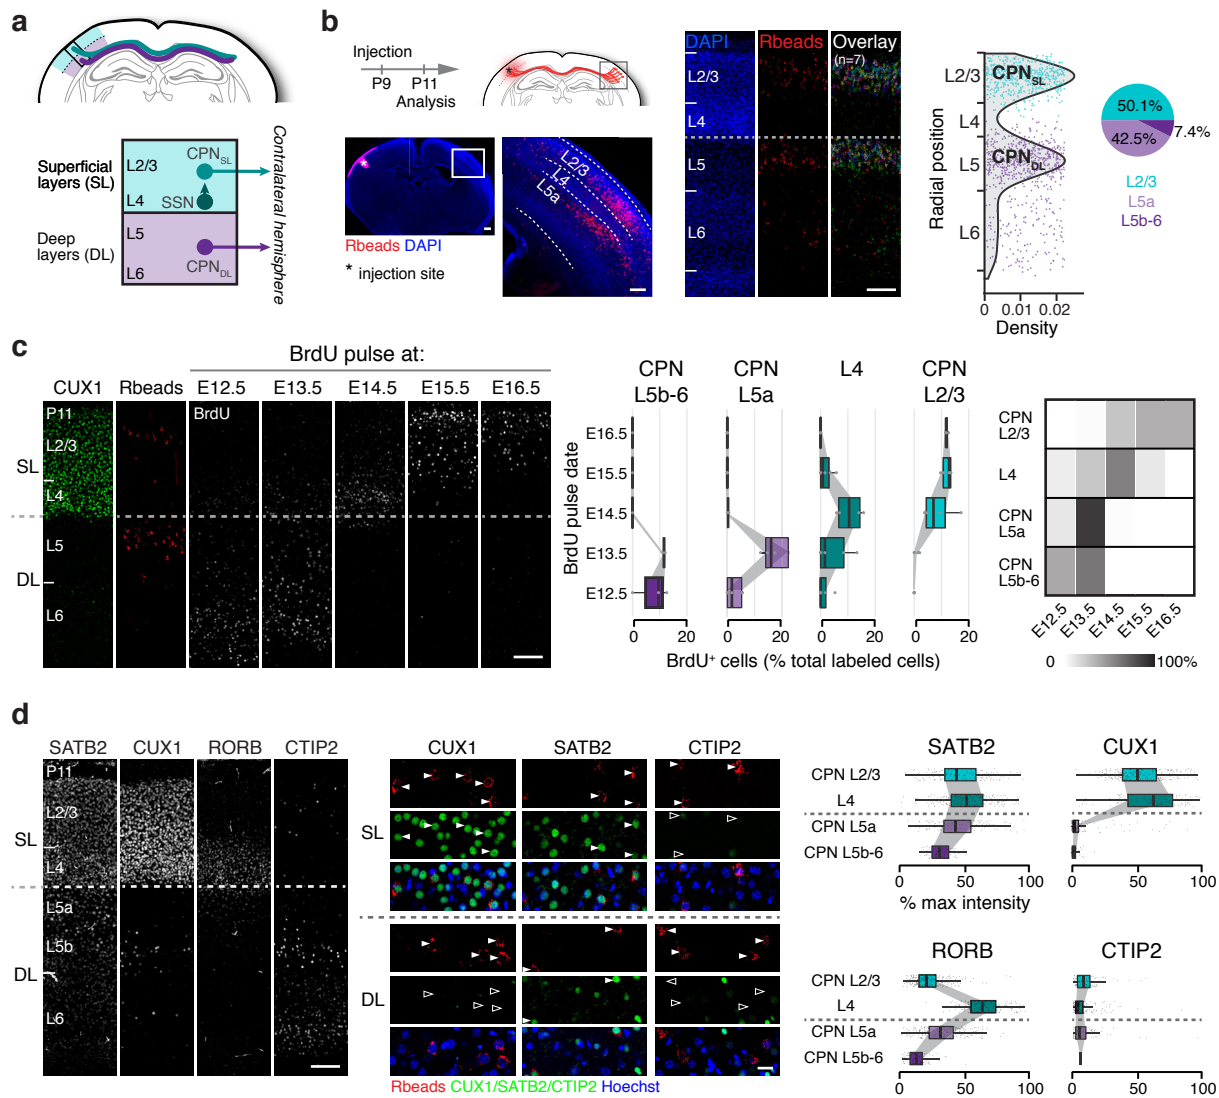 a
Superficial
layers (SL)
Deep
layers (DL)
L2/3
L4
L5
L6
CPN_SL
SSN
CPN_DL
Contralateral hemisphere
b
Injection
P9 P11
Analysis
*
*
Rbeads DAPI
* injection site
*
L2/3
L4
L5a
DAPI Rbeads Overlay
(n=7)
L2/3
L4
L5
L6
Radial position
L2/3
L4
L5
L6
CPN_SL
CPN_DL
0 0.01 0.02
Density
50.1%
42.5%
7.4%
L2/3
L5a
L5b-6
c
BrdU pulse at:
CUX1 Rbeads E12.5 E13.5 E14.5 E15.5 E16.5
P11
BrdU
SL
DL
L2/3
L4
L5
L6
CPN
L5b-6
CPN
L5a
L4
CPN
L2/3
BrdU pulse date
E16.5
E15.5
E14.5
E13.5
E12.5
0 20 0 20 0 20 0 20
BrdU⁺ cells (% total labeled cells)
CPN
L2/3
L4
CPN
L5a
CPN
L5b-6
E12.5 E13.5 E14.5 E15.5 E16.5
0 100%
d
SATB2 CUX1 RORB CTIP2
P11
SL
DL
L2/3
L4
L5a
L5b
L6
CUX1 SATB2 CTIP2
SL
DL
Rbeads CUX1/SATB2/CTIP2 Hoechst
SATB2 CUX1
CPN L2/3
L4
CPN L5a
CPN L5b-6
0 50 100 0 50 100
% max intensity
RORB CTIP2
CPN L2/3
L4
CPN L5a
CPN L5b-6
0 50 100 0 50 100